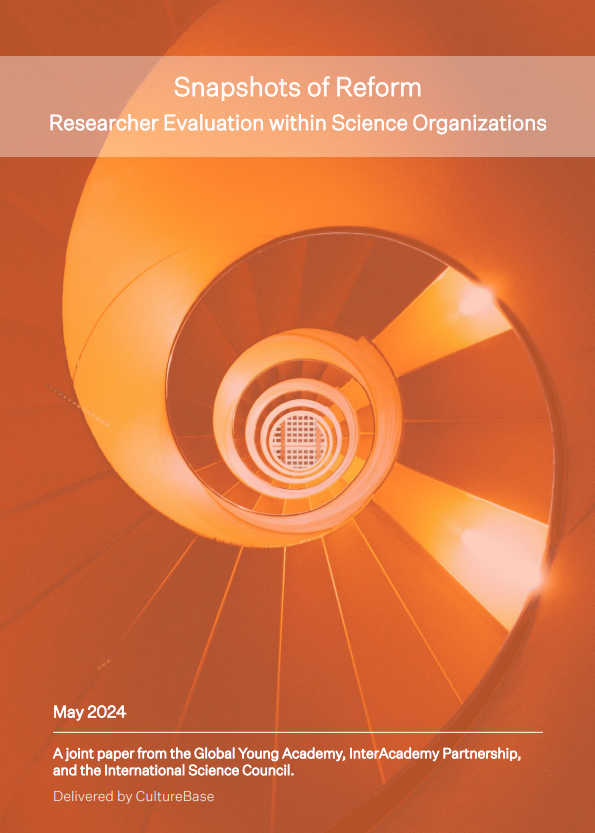 Snapshots of Reform
Researcher Evaluation within Science Organizations
May 2024
A joint paper from the Global Young Academy, InterAcademy Partnership,
and the International Science Council.
Delivered by CultureBase